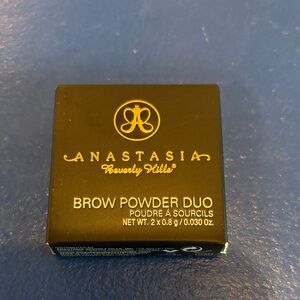 ANASTASIA
Beverly Hills®
BROW POWDER DUO
POUDRE À SOURCILS
NET WT. 2 x 0.8 g / 0.030 Oz.